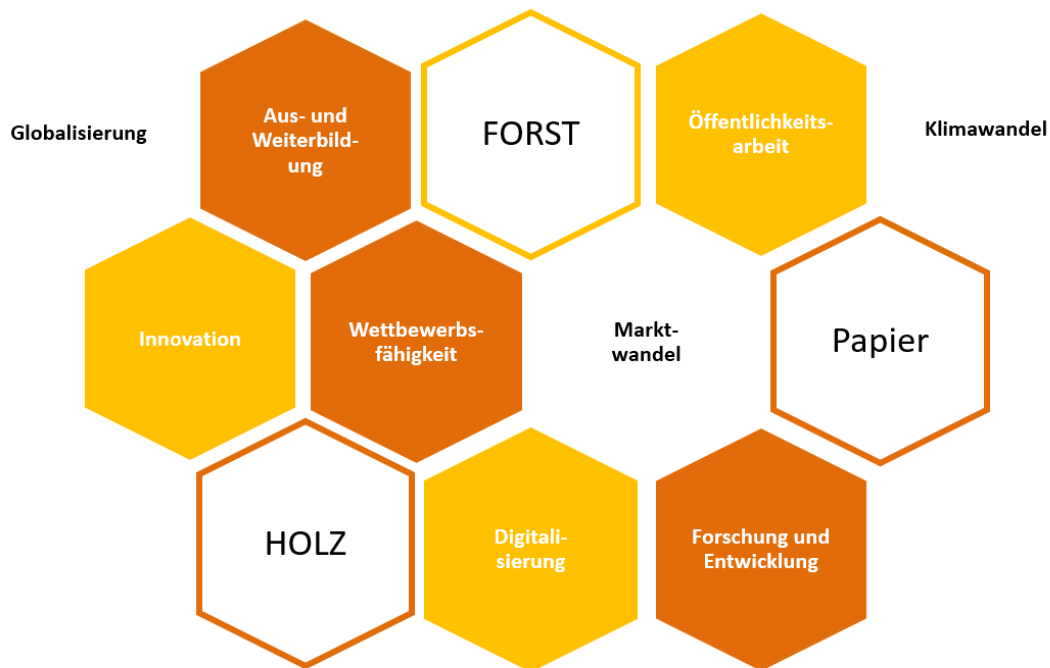 Globalisierung
Aus- und
Weiterbild-
ung
FORST
Öffentlichkeits-
arbeit
Klimawandel
Innovation
Wettbewerbs-
fähigkeit
Markt-
wandel
Papier
HOLZ
Digitali-
sierung
Forschung und
Entwicklung